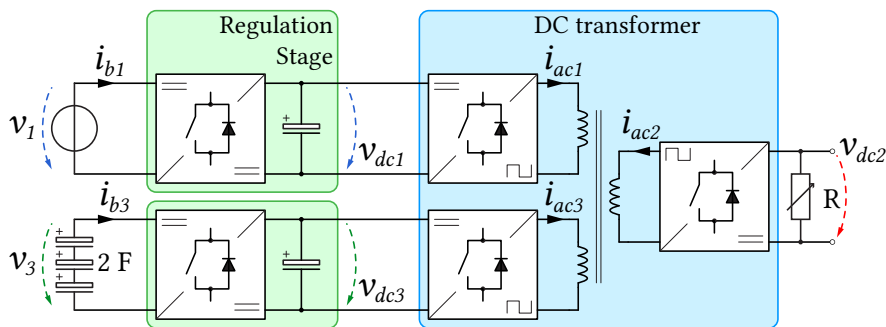 Regulation
Stage
DC transformer
i_b1
i_ac1
v_1
v_dc1
i_ac2
v_dc2
i_b3
i_ac3
R
v_3
2 F
v_dc3
+
+
+
+
+